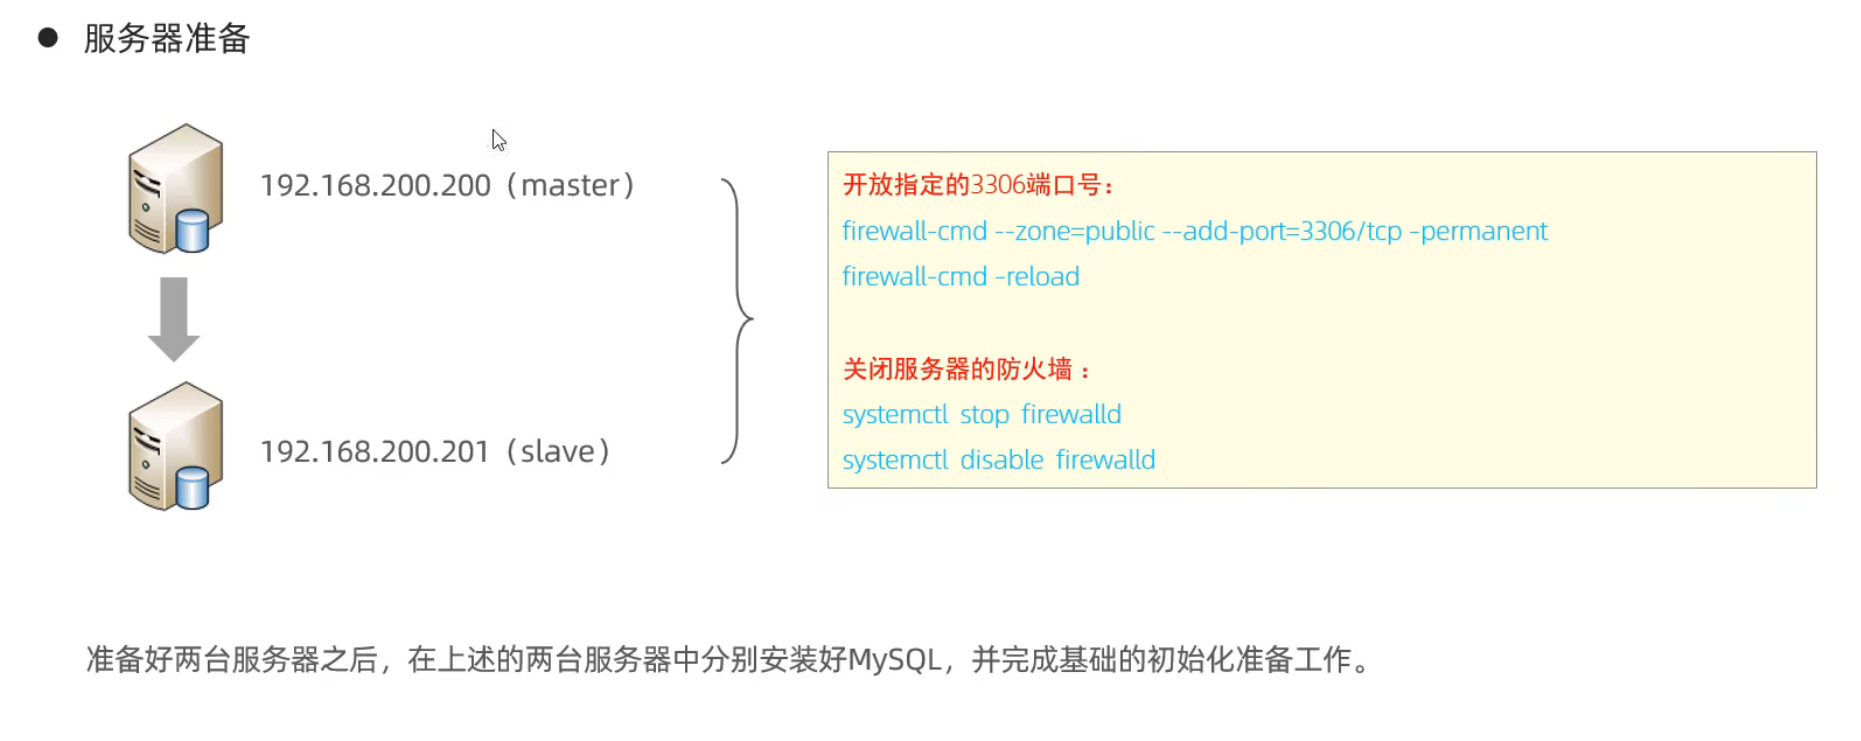 ● 服务器准备
192.168.200.200（master）
192.168.200.201（slave）
开放指定的3306端口号：
firewall-cmd --zone=public --add-port=3306/tcp –permanent
firewall-cmd –reload
关闭服务器的防火墙 ：
systemctl stop firewalld
systemctl disable firewalld
准备好两台服务器之后，在上述的两台服务器中分别安装好MySQL，并完成基础的初始化准备工作。